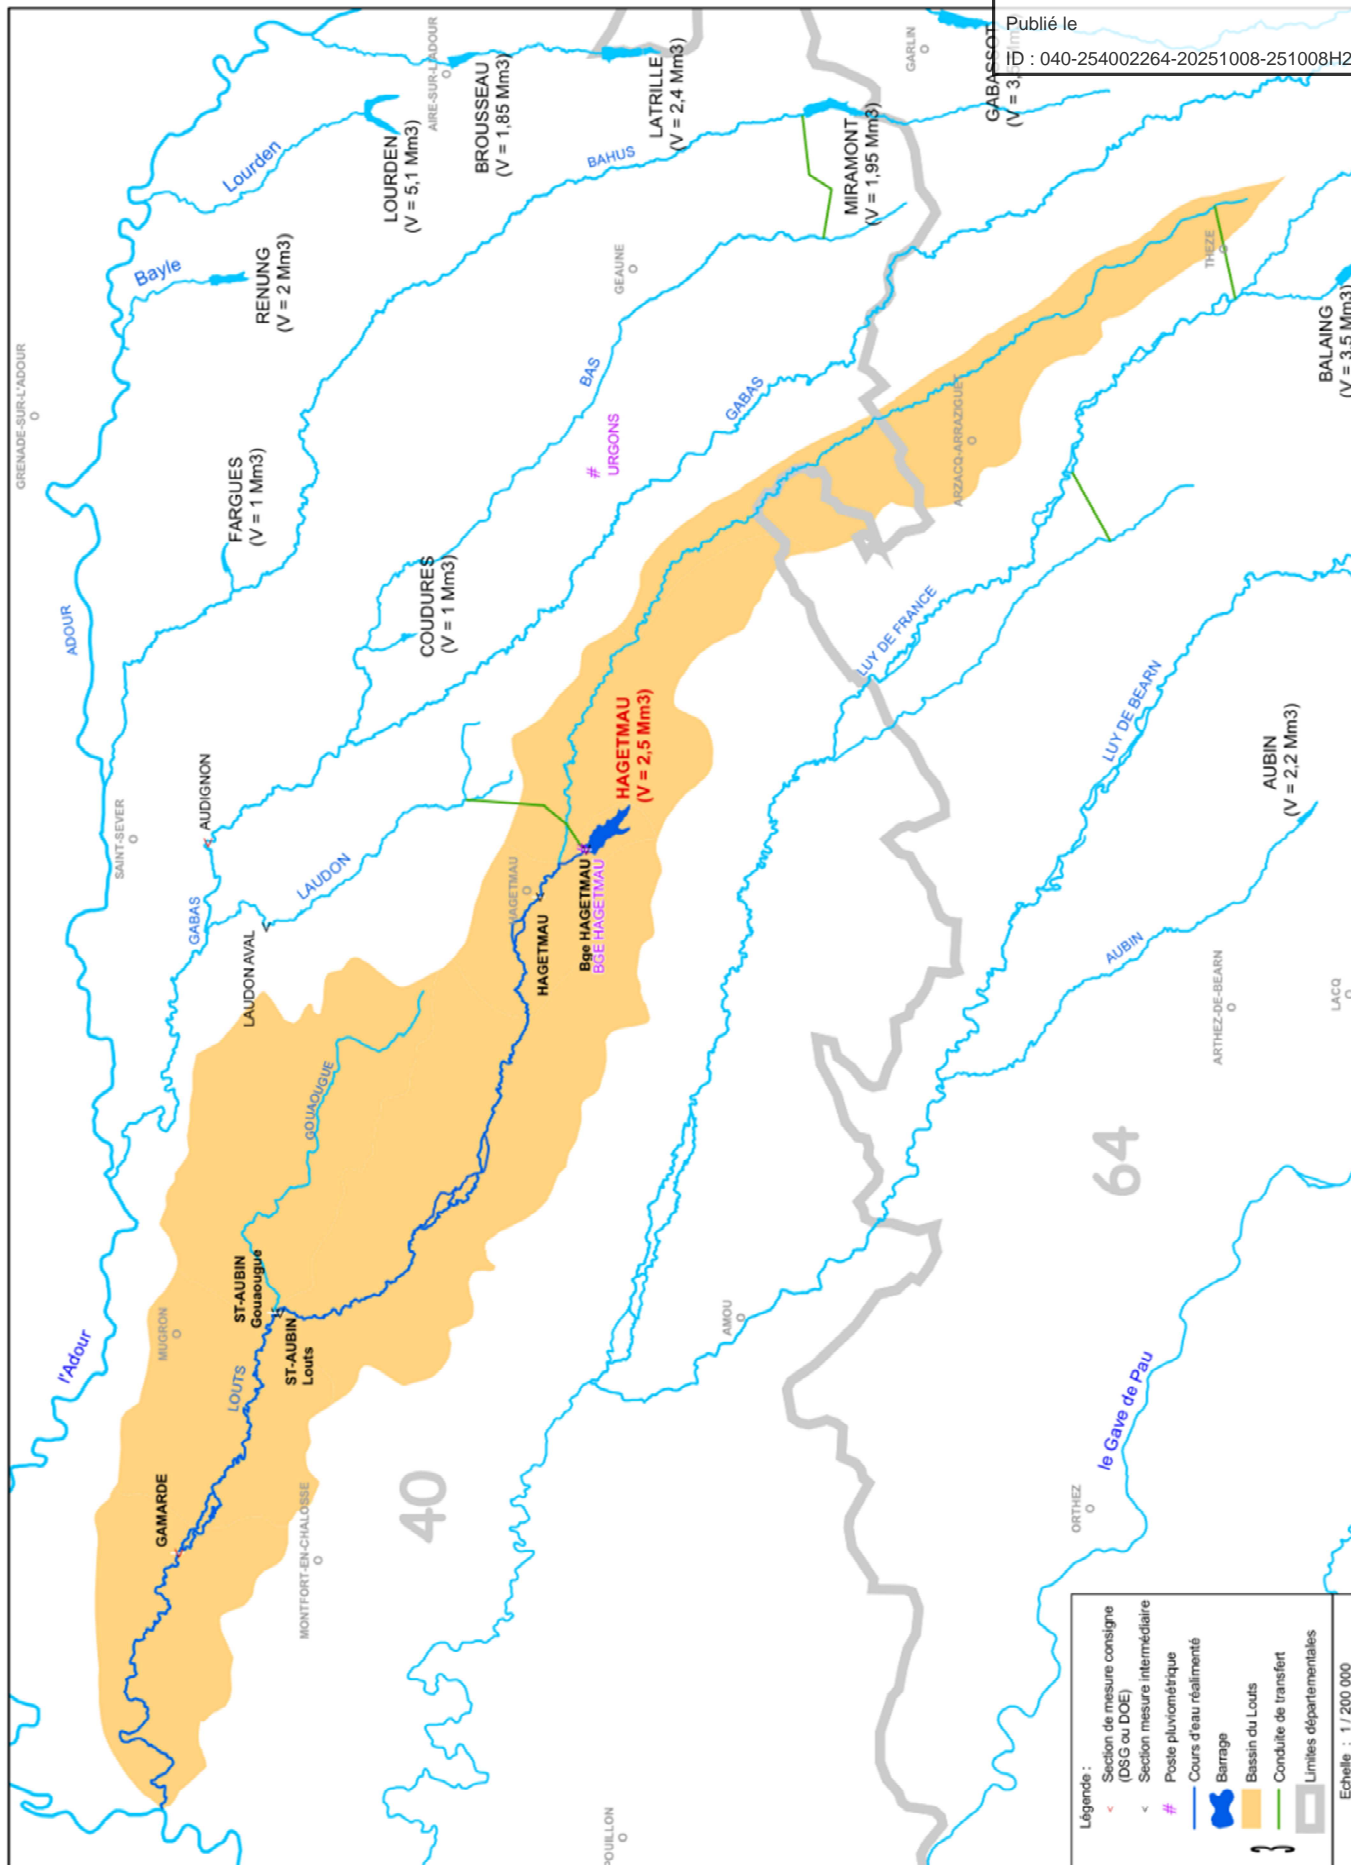 Publié le
ID : 040-254002264-20251008-251008H2
GRENADE-SUR-L'ADOUR
AIRE-SUR-L'ADOUR
GARLIN
GABASSOT
Lourden
LOURDEN
(V = 5,1 Mm3)
BROUSSEAU
(V = 1,85 Mm3)
LATRILLE
(V = 2,4 Mm3)
BAHUS
MIRAMONT
(V = 1,95 Mm3)
Bayle
RENUNG
(V = 2 Mm3)
GEAUNE
THEZE
BALAING
(V = 3,5 Mm3)
BAS
GABAS
#
URGONS
ARZACQ-ARRAZIGUET
FARGUES
(V = 1 Mm3)
COUDURES
(V = 1 Mm3)
ADOUR
LUY DE FRANCE
LUY DE BEARN
HAGETMAU
(V = 2,5 Mm3)
AUBIN
(V = 2,2 Mm3)
SAINT-SEVER
AUDIGNON
LAUDON
GABAS
LAUDON AVAL
HAGETMAU
HAGETMAU
Bge HAGETMAU
BGE HAGETMAU
AUBIN
ARTHEZ-DE-BEARN
LACQ
GOUAOUGUE
64
ST-AUBIN
Gouaougue
ST-AUBIN
Louts
MUGRON
l'Adour
LOUTS
AMOU
le Gave de Pau
GAMARDE
MONTFORT-EN-CHALOSSE
40
ORTHEZ
POUILLON
Légende :
< Section de mesure consigne
(DSG ou DOE)
< Section mesure intermédiaire
# Poste pluviométrique
Cours d'eau réalimenté
Barrage
Bassin du Louts
Conduite de transfert
Limites départementales
Echelle : 1 / 200 000